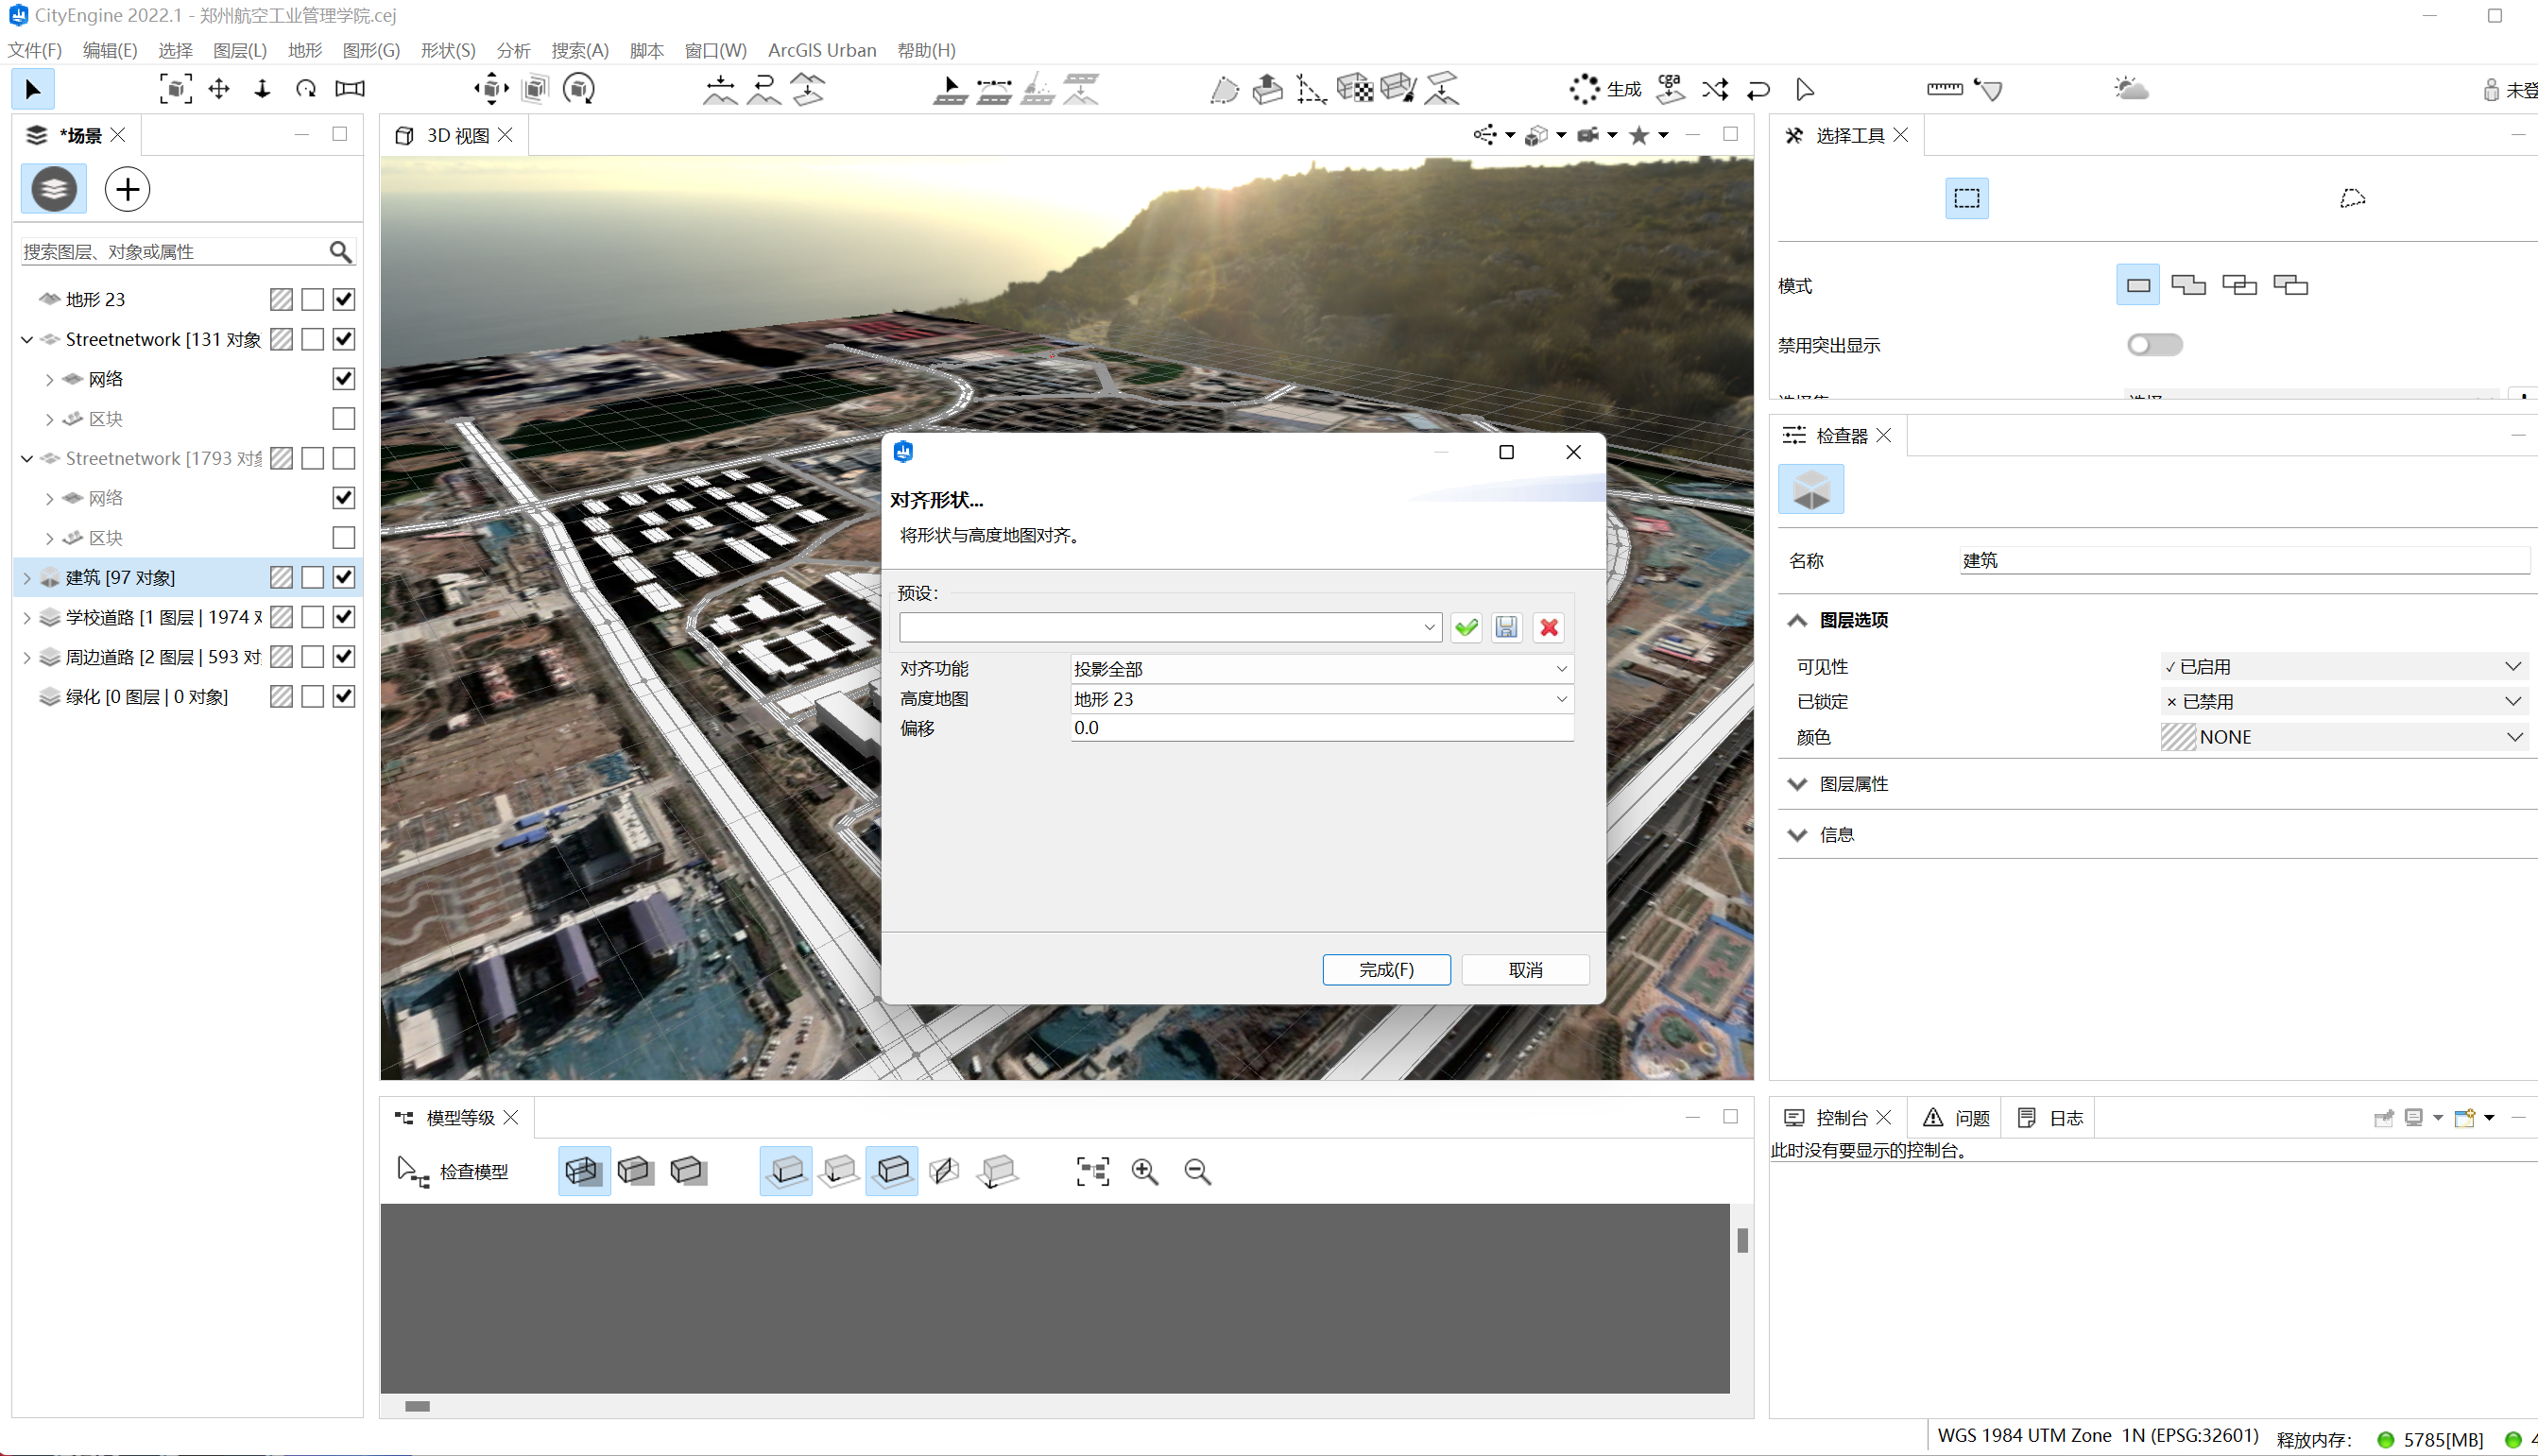 CityEngine 2022.1 - 郑州航空工业管理学院.cej
文件(F) 编辑(E) 选择 图层(L) 地形 图形(G) 形状(S) 分析 搜索(A) 脚本 窗口(W) ArcGIS Urban 帮助(H)
生成 cga
*场景
搜索图层、对象或属性
地形 23
Streetnetwork [131 对象
网络
区块
Streetnetwork [1793 对
网络
区块
建筑 [97 对象]
学校道路 [1 图层 | 1974 对
周边道路 [2 图层 | 593 对
绿化 [0 图层 | 0 对象]
3D 视图
对齐形状...
将形状与高度地图对齐。
预设:
对齐功能 投影全部
高度地图 地形 23
偏移 0.0
完成(F) 取消
模型等级
检查模型
选择工具
模式
禁用突出显示
检查器
名称 建筑
图层选项
可见性 ✓ 已启用
已锁定 × 已禁用
颜色 NONE
图层属性
信息
控制台 问题 日志
此时没有要显示的控制台。
WGS 1984 UTM Zone 1N (EPSG:32601) 释放内存: 5785[MB]